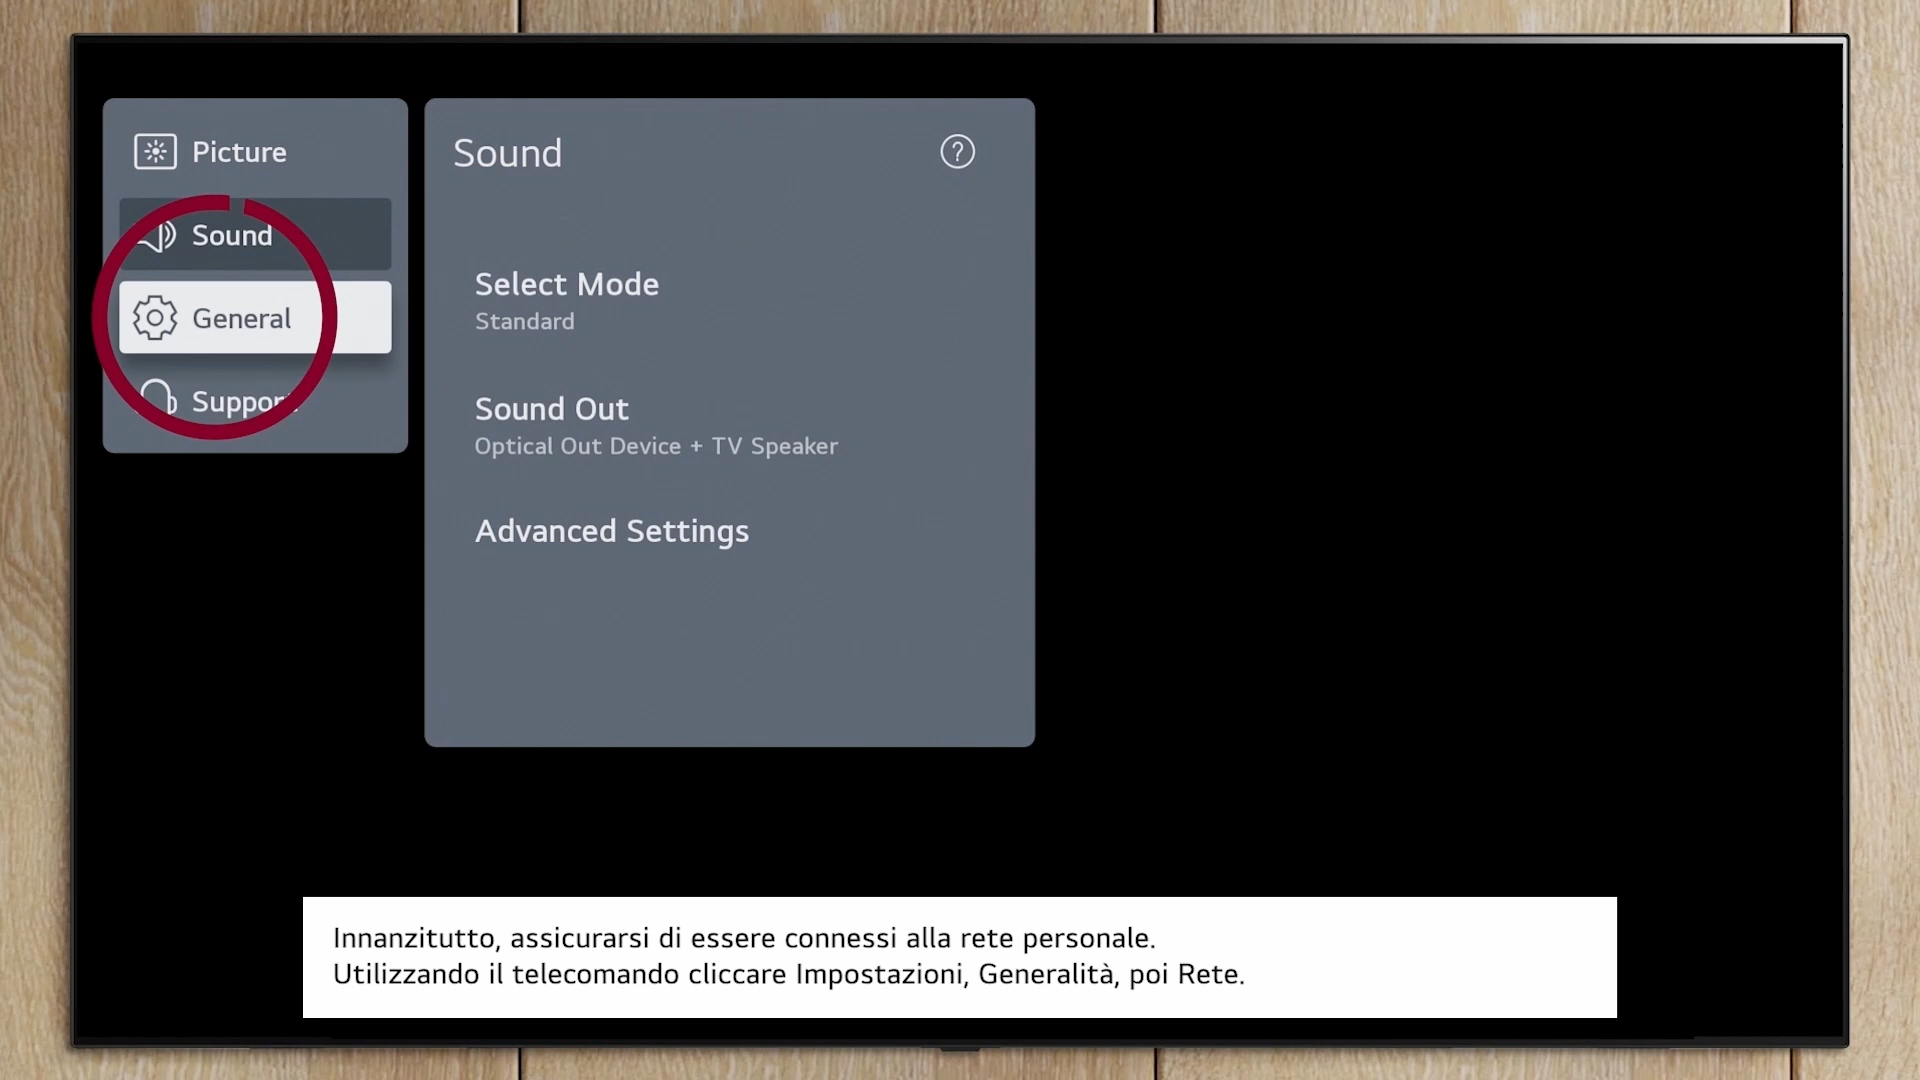 Picture
Sound
General
Support
Sound
?
Select Mode
Standard
Sound Out
Optical Out Device + TV Speaker
Advanced Settings
Innanzitutto, assicurarsi di essere connessi alla rete personale.
Utilizzando il telecomando cliccare Impostazioni, Generalità, poi Rete.